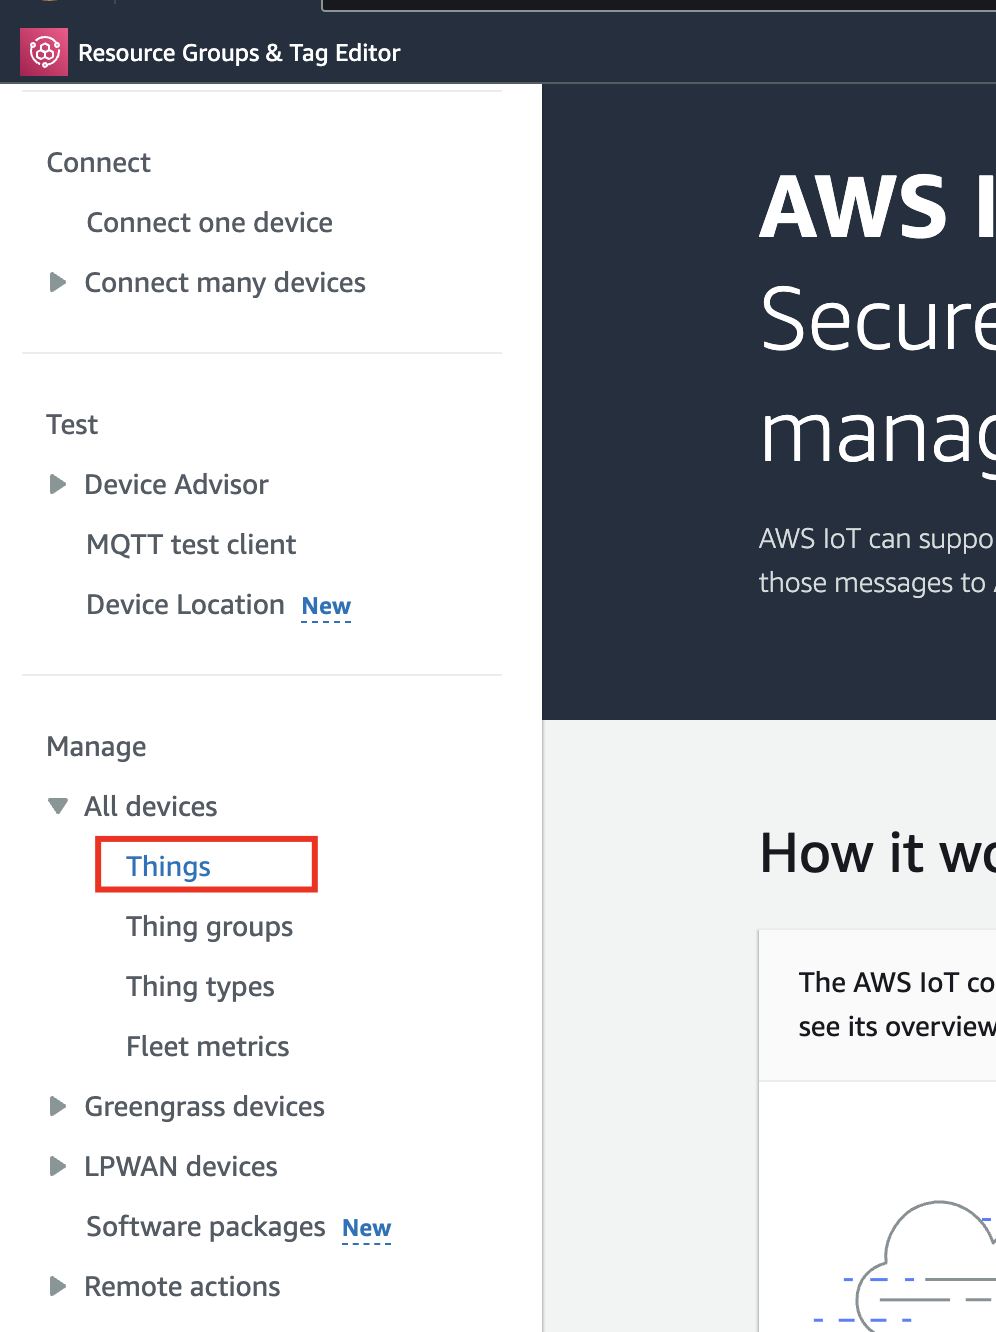 Resource Groups & Tag Editor
Connect
Connect one device
Connect many devices
Test
Device Advisor
MQTT test client
Device Location New
Manage
All devices
Things
Thing groups
Thing types
Fleet metrics
Greengrass devices
LPWAN devices
Software packages New
Remote actions
AWS I
Secure
manag
AWS IoT can suppo
those messages to
How it wo
The AWS IoT co
see its overview